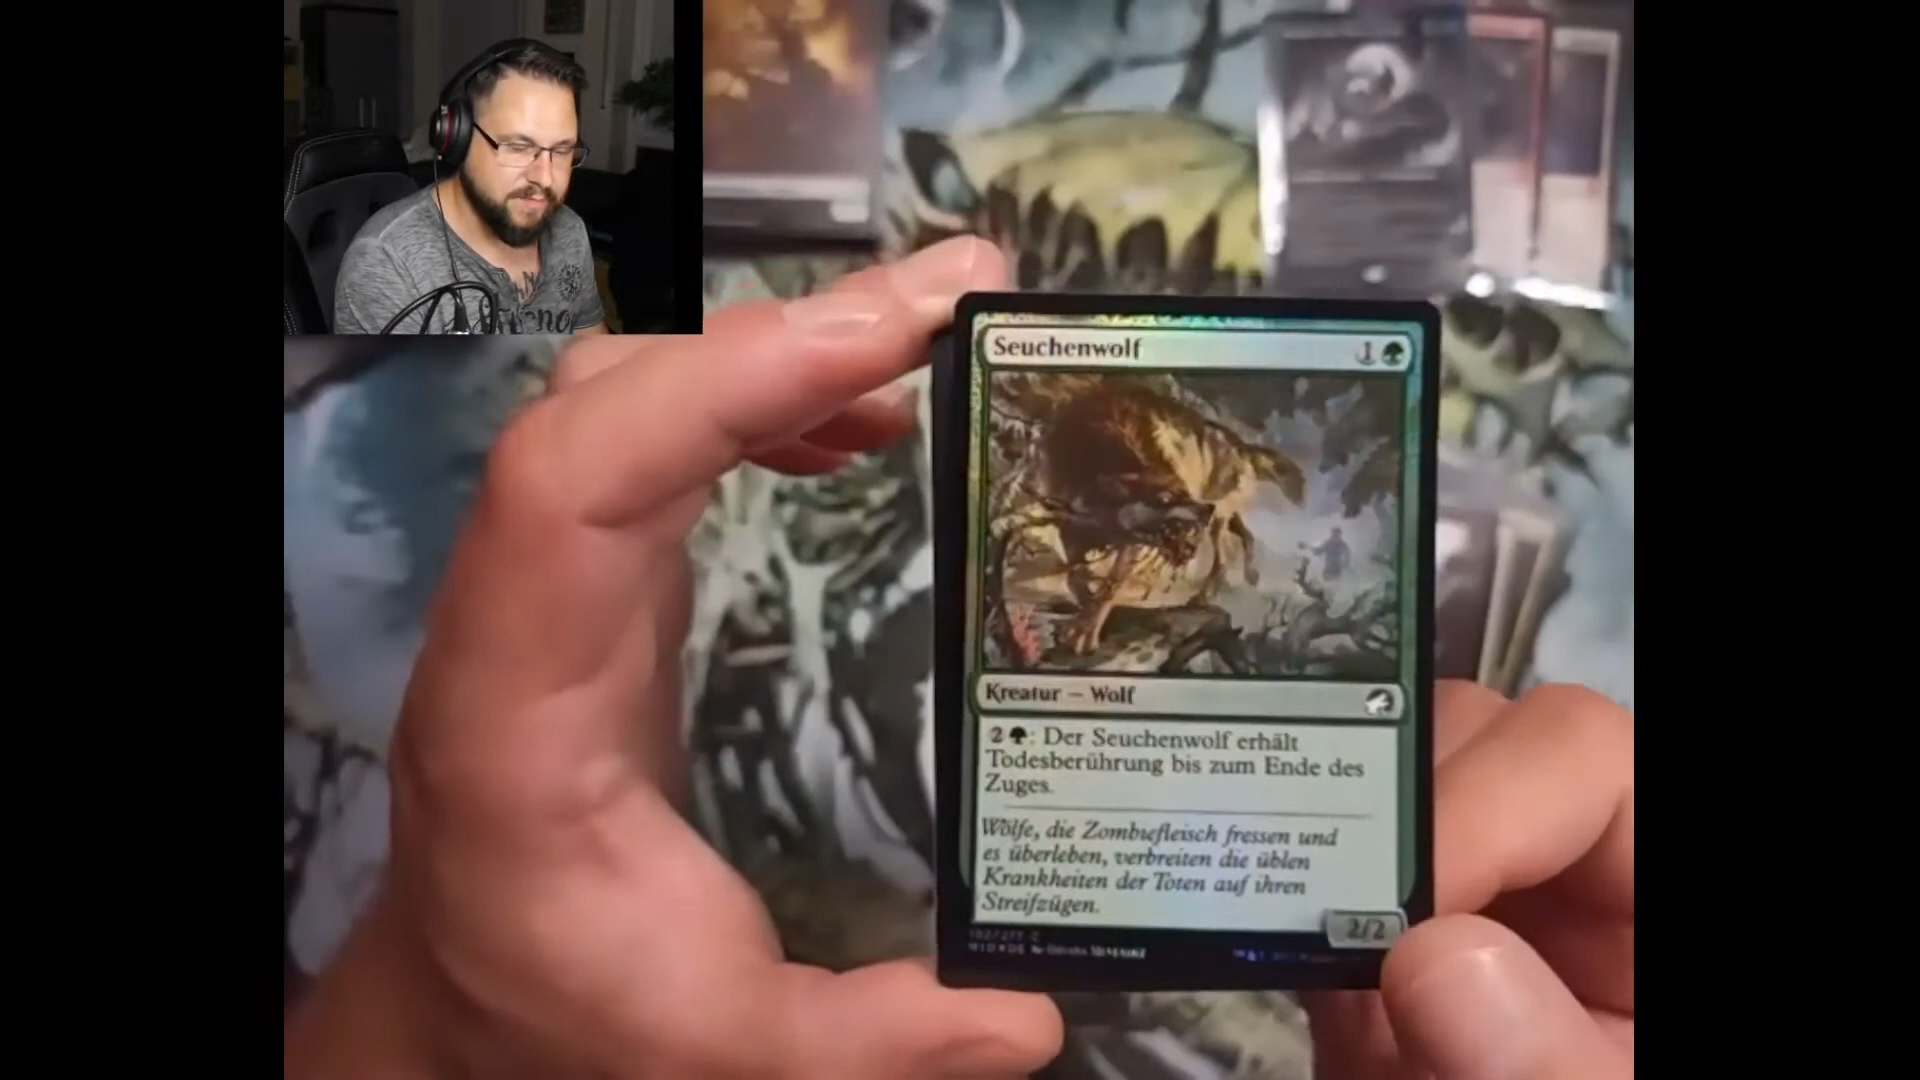 Seuchenwolf 1
Kreatur – Wolf
2 : Der Seuchenwolf erhält
Todesberührung bis zum Ende des
Zuges.
Wölfe, die Zombiefleisch fressen und
es überleben, verbreiten die üblen
Krankheiten der Toten auf ihren
Streifzügen.
2/2